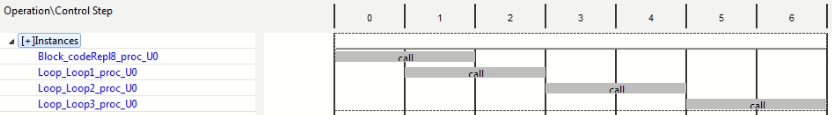 Operation\Control Step 0 1 2 3 4 5 6
[+]Instances
Block_codeRepl8_proc_U0 call
Loop_Loop1_proc_U0 call
Loop_Loop2_proc_U0 call
Loop_Loop3_proc_U0 call